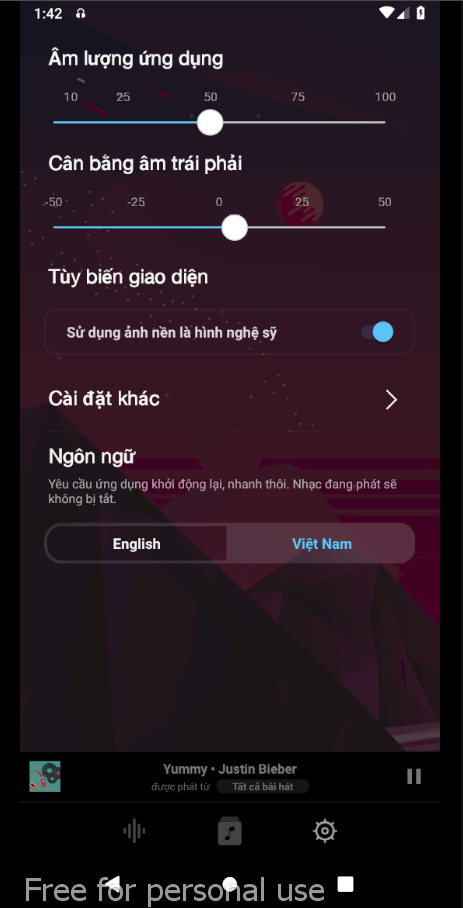 1:42
Âm lượng ứng dụng
10 25 50 75 100
Cân bằng âm trái phải
-50 -25 0 25 50
Tùy biến giao diện
Sử dụng ảnh nền là hình nghệ sỹ
Cài đặt khác
Ngôn ngữ
Yêu cầu ứng dụng khởi động lại, nhanh thôi. Nhạc đang phát sẽ
không bị tắt.
English Việt Nam
Yummy • Justin Bieber
được phát từ Tất cả bài hát
Free for personal use